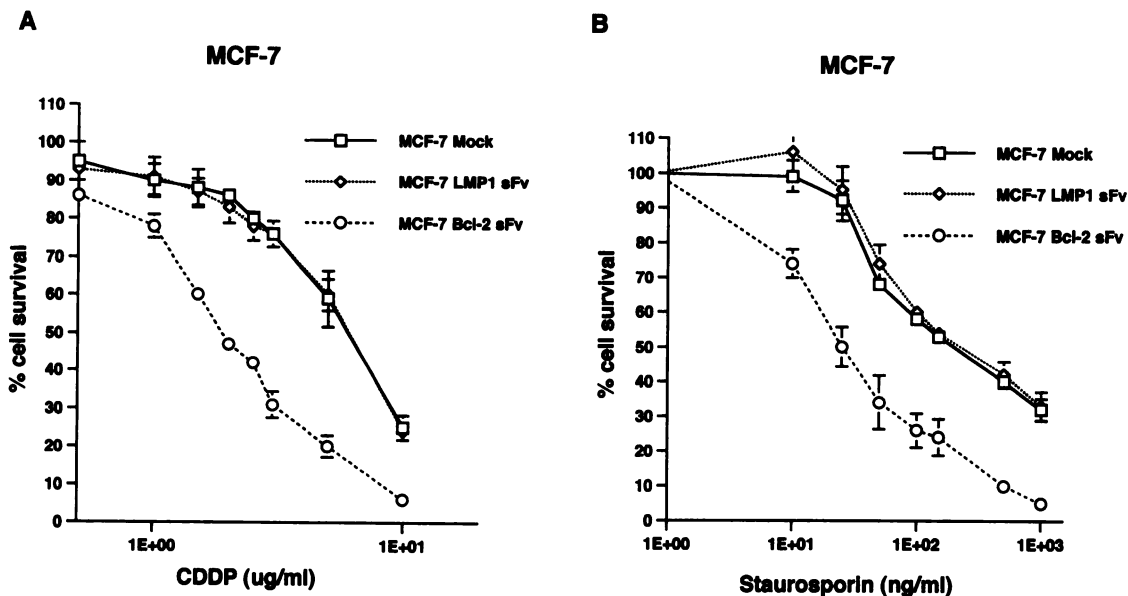 A
MCF-7
110
100
90
80
70
60
50
40
30
20
10
0
% cell survival
1E+00
1E+01
CDDP (ug/ml)
MCF-7 Mock
MCF-7 LMP1 sFv
MCF-7 Bcl-2 sFv
B
MCF-7
110
100
90
80
70
60
50
40
30
20
10
0
% cell survival
1E+00
1E+01
1E+02
1E+03
Staurosporin (ng/ml)
MCF-7 Mock
MCF-7 LMP1 sFv
MCF-7 Bcl-2 sFv